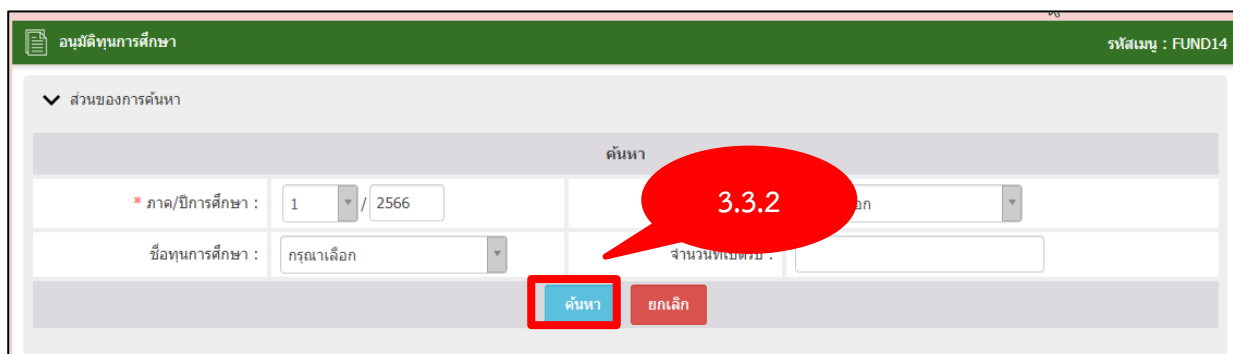 อนุมัติทุนการศึกษา รหัสเมนู : FUND14
ส่วนของการค้นหา
ค้นหา
* ภาค/ปีการศึกษา : 1 / 2566
3.3.2
ชื่อทุนการศึกษา : กรุณาเลือก
ค้นหา ยกเลิก